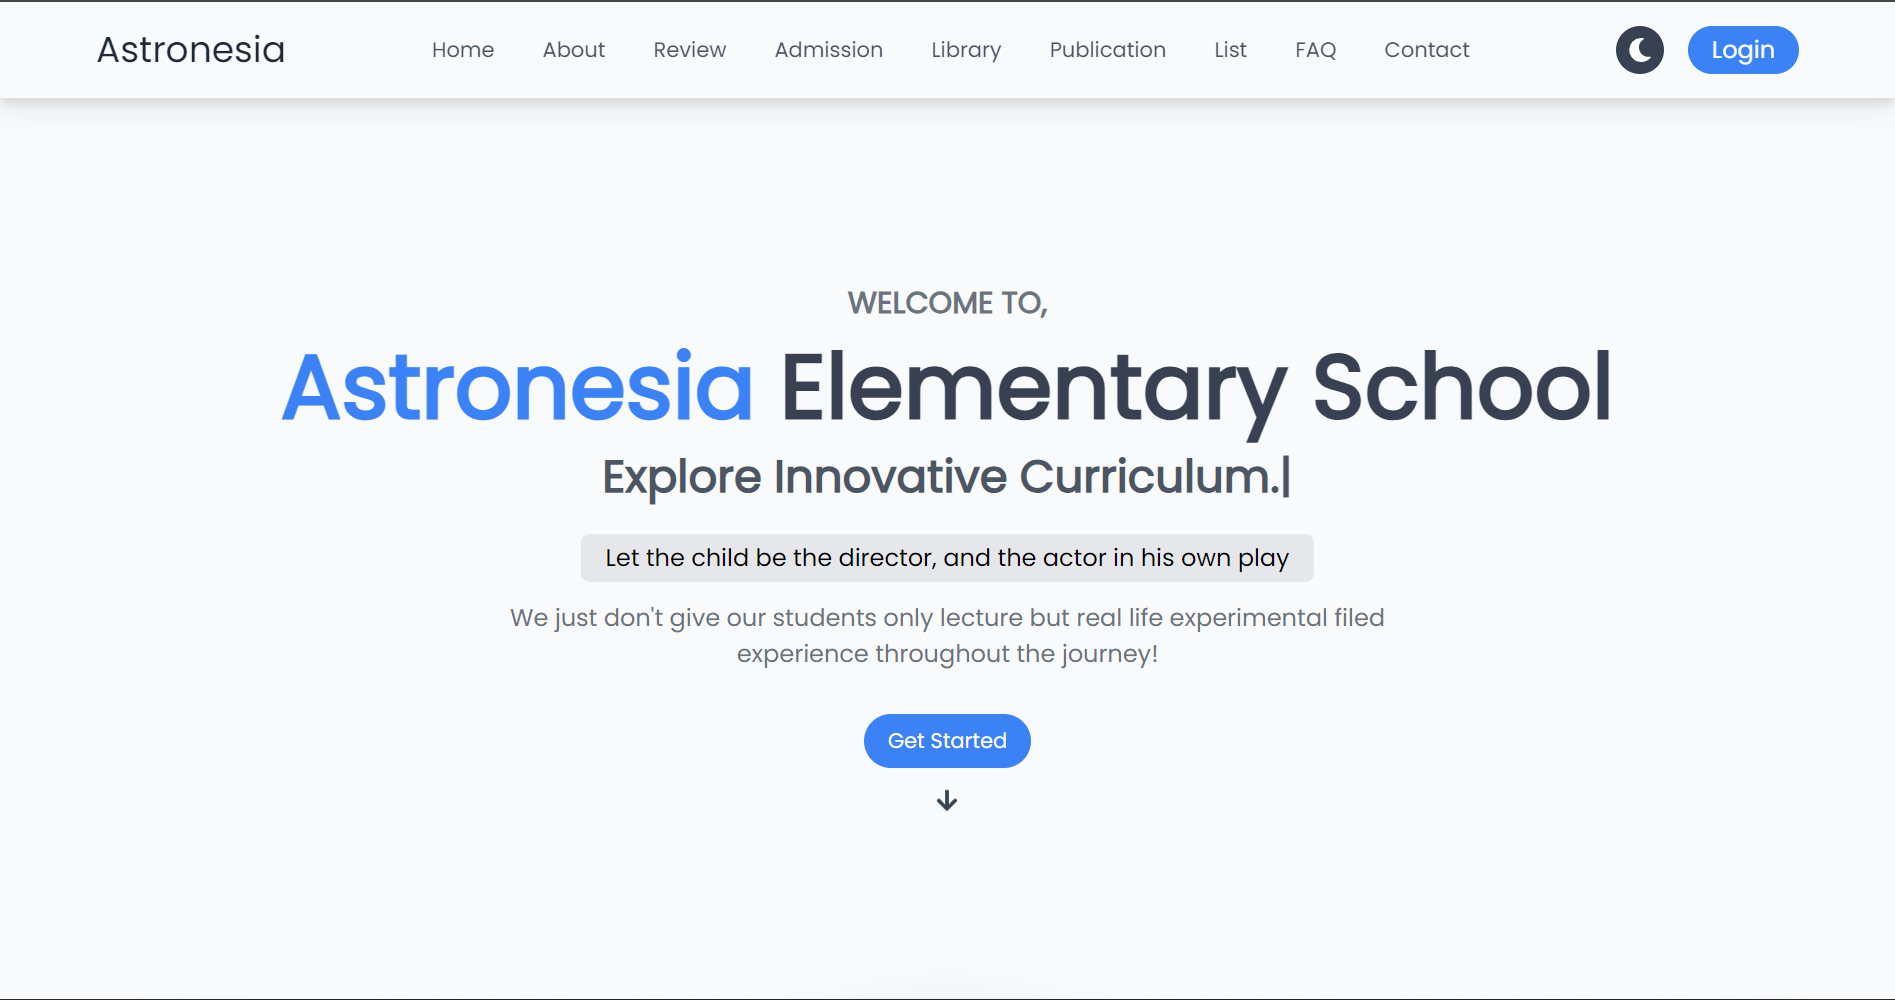 Astronesia
Home About Review Admission Library Publication List FAQ Contact
Login
WELCOME TO,
Astronesia Elementary School
Explore Innovative Curriculum.|
Let the child be the director, and the actor in his own play
We just don't give our students only lecture but real life experimental filed
experience throughout the journey!
Get Started